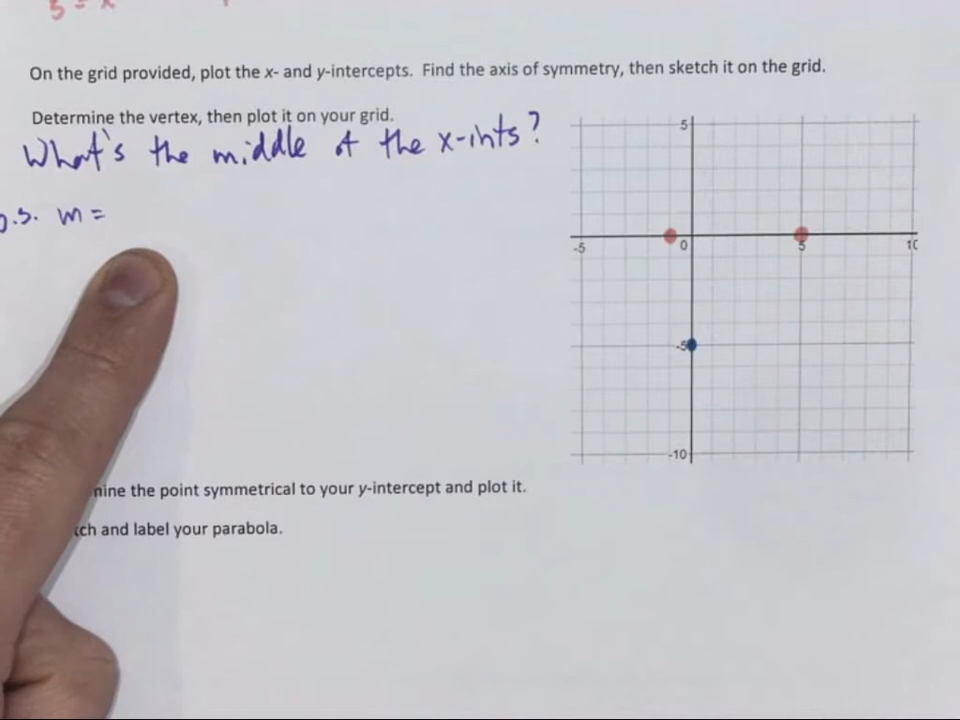 5 = x
On the grid provided, plot the x- and y-intercepts. Find the axis of symmetry, then sketch it on the grid.
Determine the vertex, then plot it on your grid.
What's the middle of the x-ints?
o.s. m =
5
-5 0 5 10
-5
-10
mine the point symmetrical to your y-intercept and plot it.
tch and label your parabola.